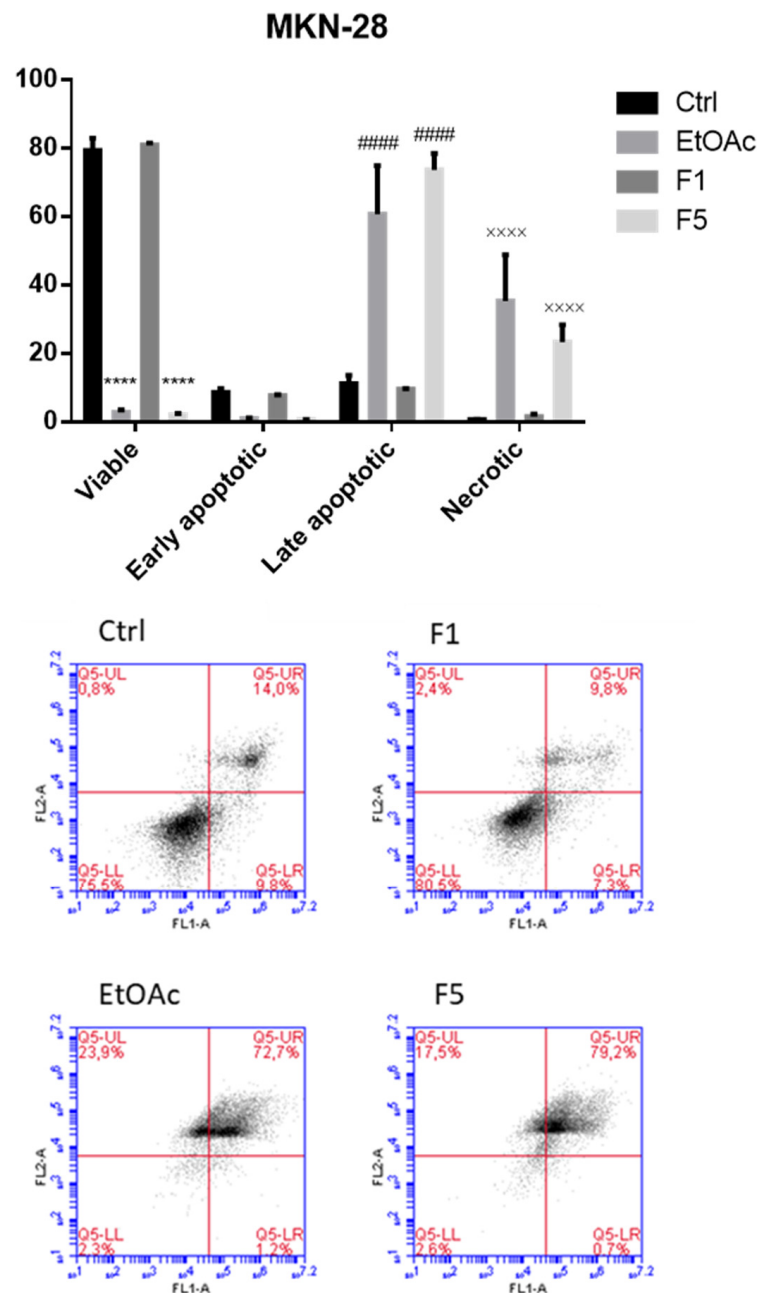 MKN-28
100
80
60
40
20
0
####
####
××××
××××
****
****
Ctrl
EtOAc
F1
F5
Viable
Early apoptotic
Late apoptotic
Necrotic
Ctrl
Q5-UL
0,8%
Q5-UR
14,0%
Q5-LL
75,5%
Q5-LR
9,8%
FL2-A
FL1-A
F1
Q5-UL
2,4%
Q5-UR
9,8%
Q5-LL
80,5%
Q5-LR
7,3%
FL2-A
FL1-A
EtOAc
Q5-UL
23,9%
Q5-UR
72,7%
Q5-LL
2,3%
Q5-LR
1,2%
FL2-A
FL1-A
F5
Q5-UL
17,5%
Q5-UR
79,2%
Q5-LL
2,6%
Q5-LR
0,7%
FL2-A
FL1-A